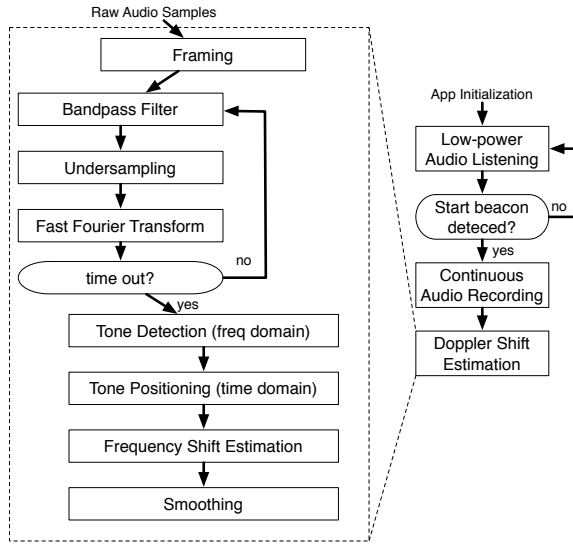 Raw Audio Samples
Framing
Bandpass Filter
Undersampling
Fast Fourier Transform
time out?
no
yes
Tone Detection (freq domain)
Tone Positioning (time domain)
Frequency Shift Estimation
Smoothing
App Initialization
Low-power
Audio Listening
Start beacon
deteced?
no
yes
Continuous
Audio Recording
Doppler Shift
Estimation